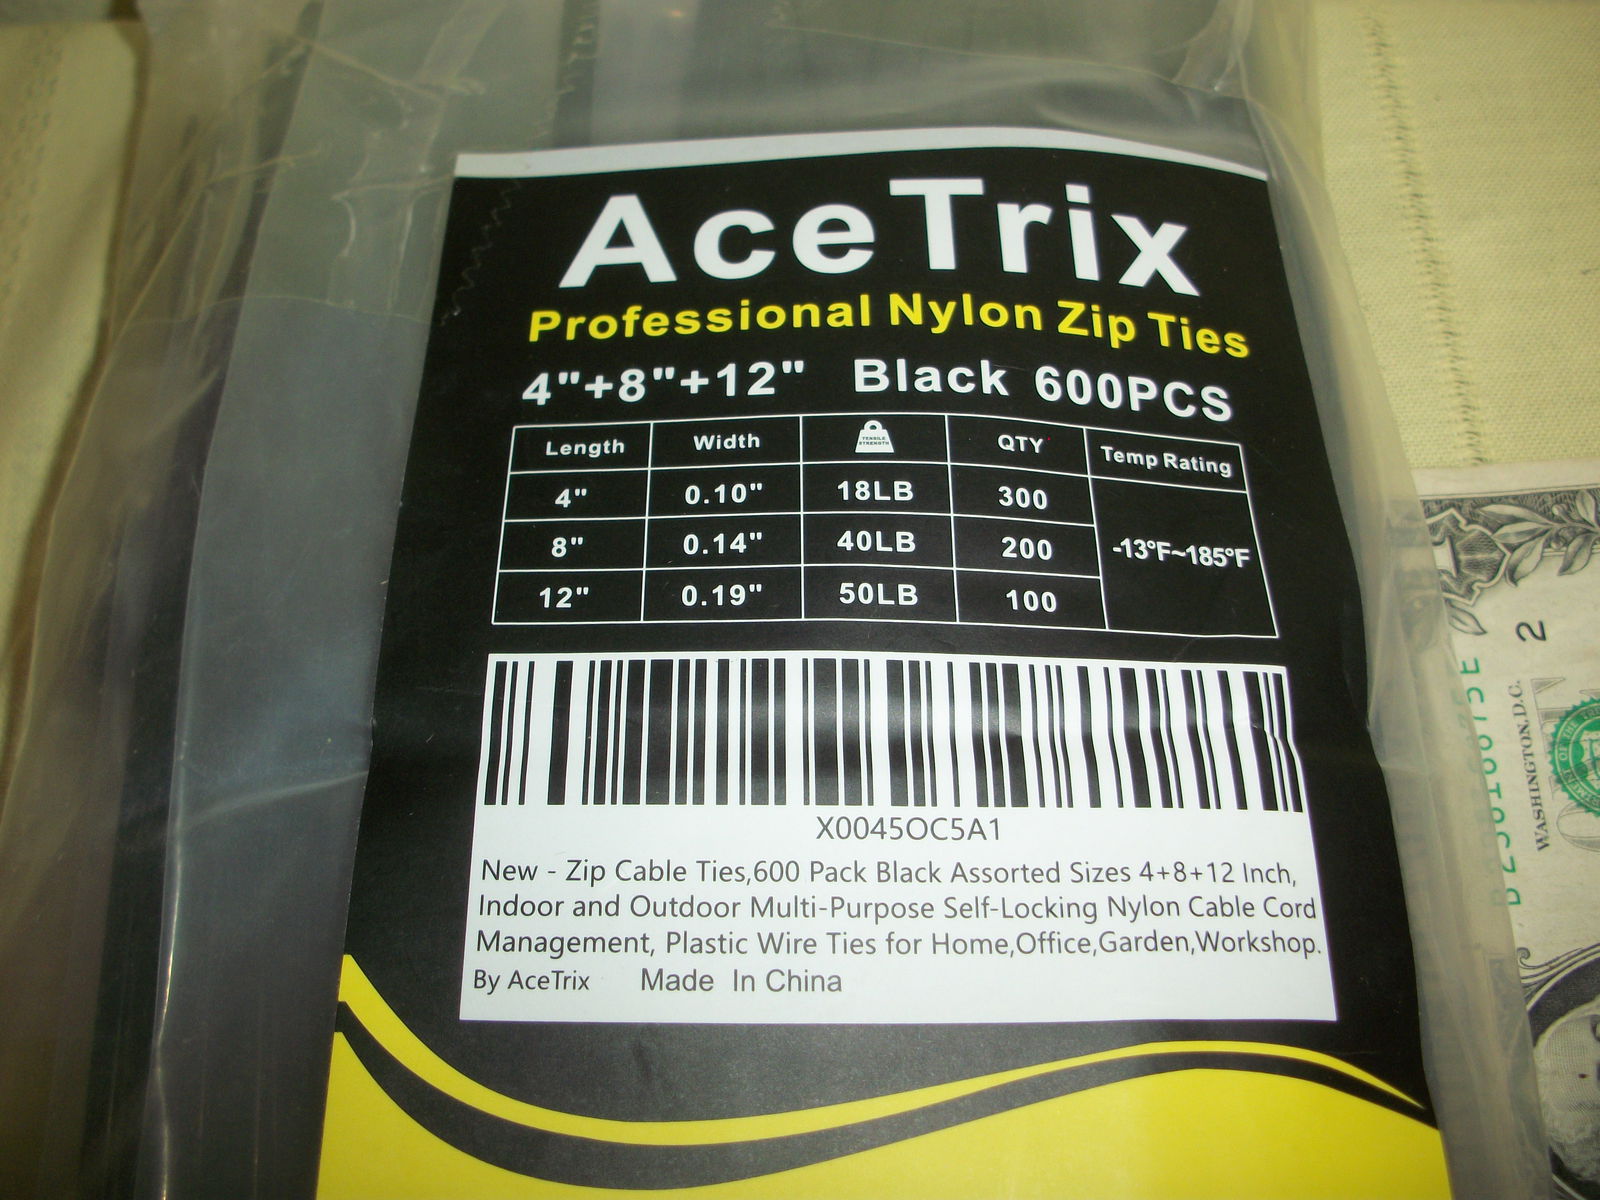 AceTrix
Professional Nylon Zip Ties
4"+8"+12" Black 600PCS
Length Width TENSILE STRENGTH QTY Temp Rating
4" 0.10" 18LB 300
8" 0.14" 40LB 200
12" 0.19" 50LB 100
-13°F~185°F
X0045OC5A1
New - Zip Cable Ties,600 Pack Black Assorted Sizes 4+8+12 Inch,
Indoor and Outdoor Multi-Purpose Self-Locking Nylon Cable Cord
Management, Plastic Wire Ties for Home,Office,Garden,Workshop.
By AceTrix Made In China
2
WASHINGTON,D.C.